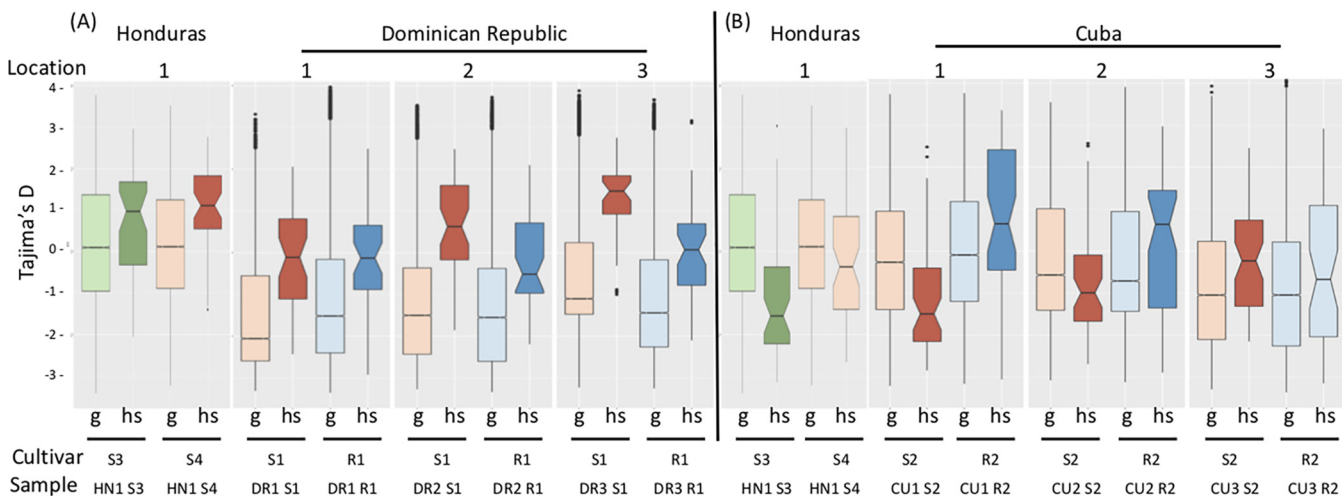 (A) (B)
Honduras Dominican Republic Honduras Cuba
Location 1 1 2 3 1 1 2 3
4 -
3 -
2 -
1 -
0 -
-1 -
-2 -
-3 -
Tajima's D
g hs g hs g hs g hs g hs g hs g hs g hs g hs g hs g hs g hs g hs g hs g hs g hs
Cultivar S3 S4 S1 R1 S1 R1 S1 R1 S3 S4 S2 R2 S2 R2 S2 R2
Sample HN1 S3 HN1 S4 DR1 S1 DR1 R1 DR2 S1 DR2 R1 DR3 S1 DR3 R1 HN1 S3 HN1 S4 CU1 S2 CU1 R2 CU2 S2 CU2 R2 CU3 S2 CU3 R2